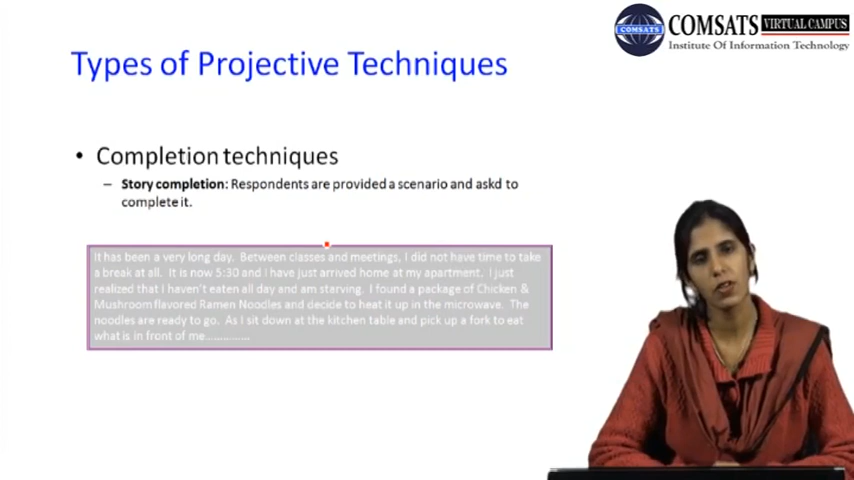 COMSATS VIRTUAL CAMPUS
COMSATS
Institute Of Information Technology
Types of Projective Techniques
• Completion techniques
– Story completion: Respondents are provided a scenario and askd to
complete it.
It has been a very long day. Between classes and meetings, I did not have time to take
a break at all. It is now 5:30 and I have just arrived home at my apartment. I just
realized that I haven't eaten all day and am starving. I found a package of Chicken &
Mushroom flavored Ramen Noodles and decide to heat it up in the microwave. The
noodles are ready to go. As I sit down at the kitchen table and pick up a fork to eat
what is in front of me..............